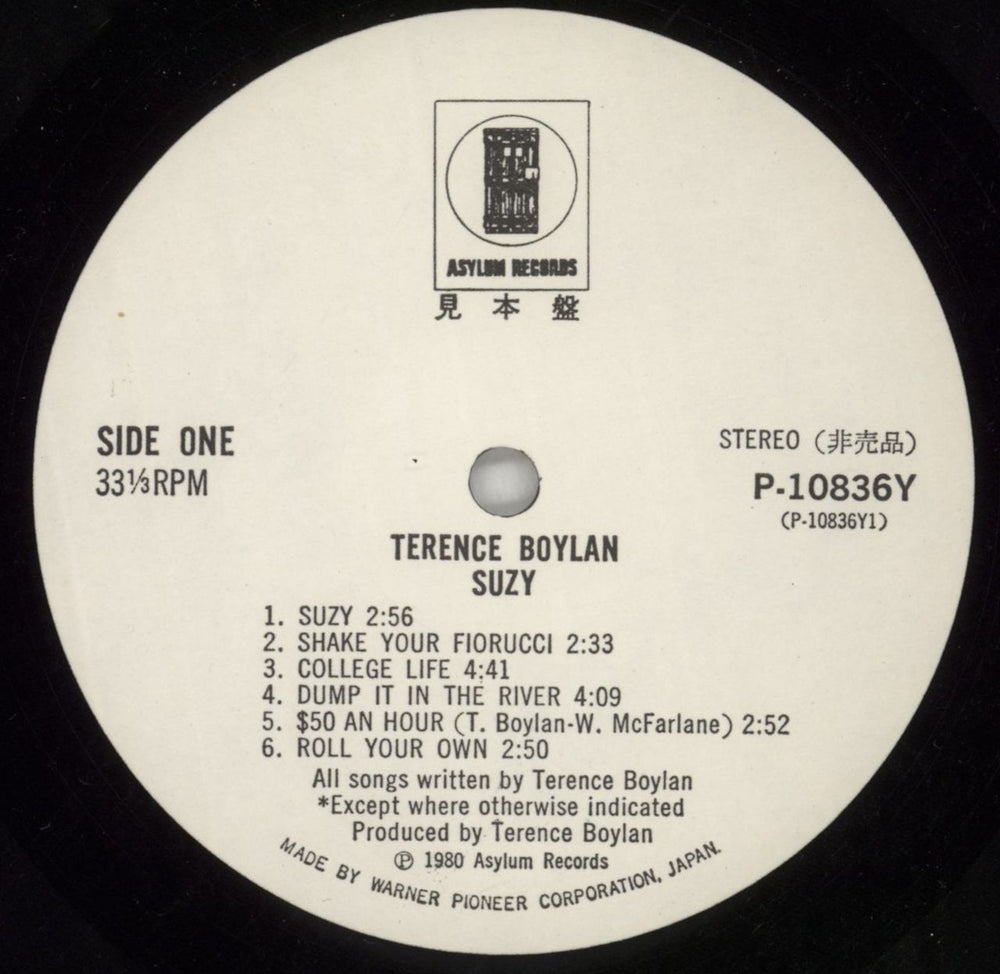 ASYLUM RECORDS
見本盤
SIDE ONE
33⅓RPM
STEREO (非売品)
P-10836Y
(P-10836Y1)
TERENCE BOYLAN
SUZY
1. SUZY 2:56
2. SHAKE YOUR FIORUCCI 2:33
3. COLLEGE LIFE 4:41
4. DUMP IT IN THE RIVER 4:09
5. $50 AN HOUR (T. Boylan-W. McFarlane) 2:52
6. ROLL YOUR OWN 2:50
All songs written by Terence Boylan
*Except where otherwise indicated
Produced by Terence Boylan
Ⓟ 1980 Asylum Records
MADE BY WARNER PIONEER CORPORATION, JAPAN.